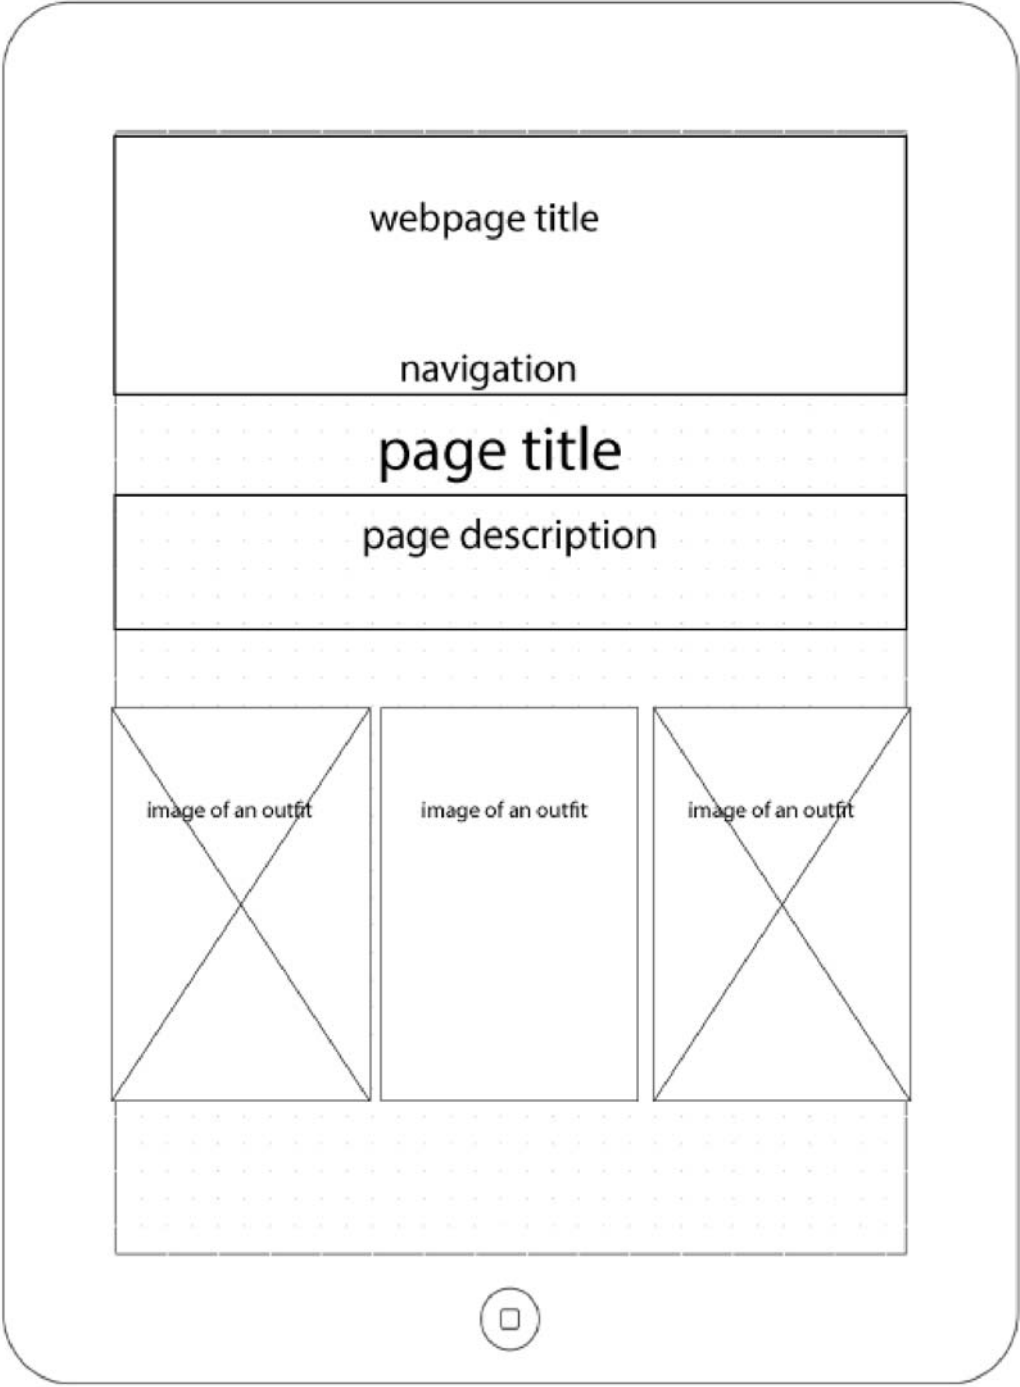 webpage title
navigation
page title
page description
image of an outfit
image of an outfit
image of an outfit